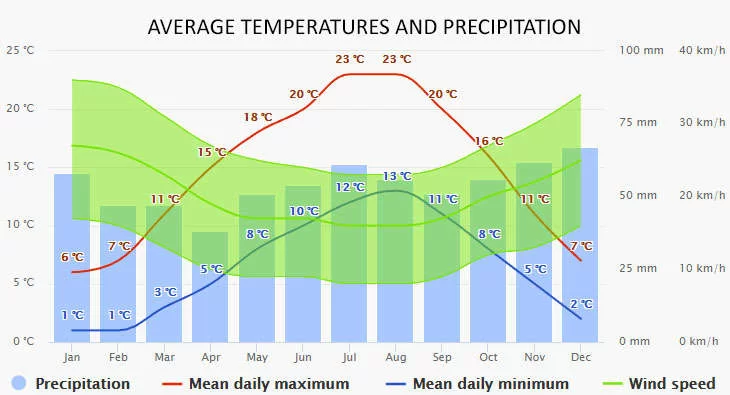 AVERAGE TEMPERATURES AND PRECIPITATION
25 °C 100 mm 40 km/h
23 °C 23 °C
20 °C 20 °C
20 °C 75 mm 30 km/h
18 °C
16 °C
15 °C
15 °C 50 mm 20 km/h
13 °C
12 °C
11 °C 11 °C 11 °C
10 °C
10 °C 25 mm 10 km/h
8 °C 8 °C
7 °C 7 °C
6 °C
5 °C 5 °C
5 °C
3 °C
2 °C
1 °C 1 °C
0 °C 0 mm 0 km/h
Jan Feb Mar Apr May Jun Jul Aug Sep Oct Nov Dec
Precipitation Mean daily maximum Mean daily minimum Wind speed